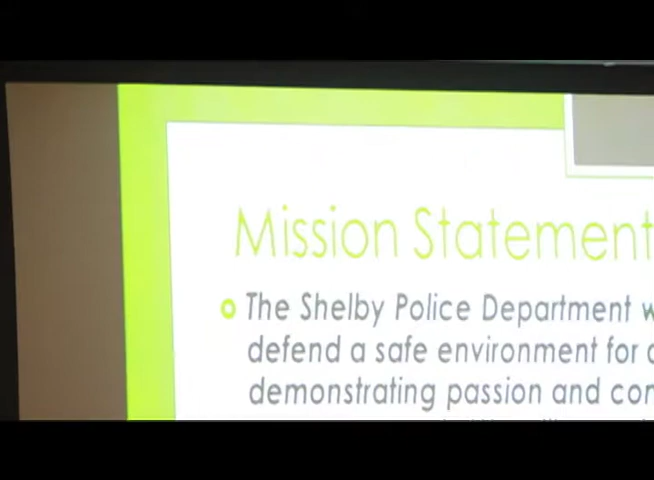 Mission Statement
The Shelby Police Department
defend a safe environment for
demonstrating passion and